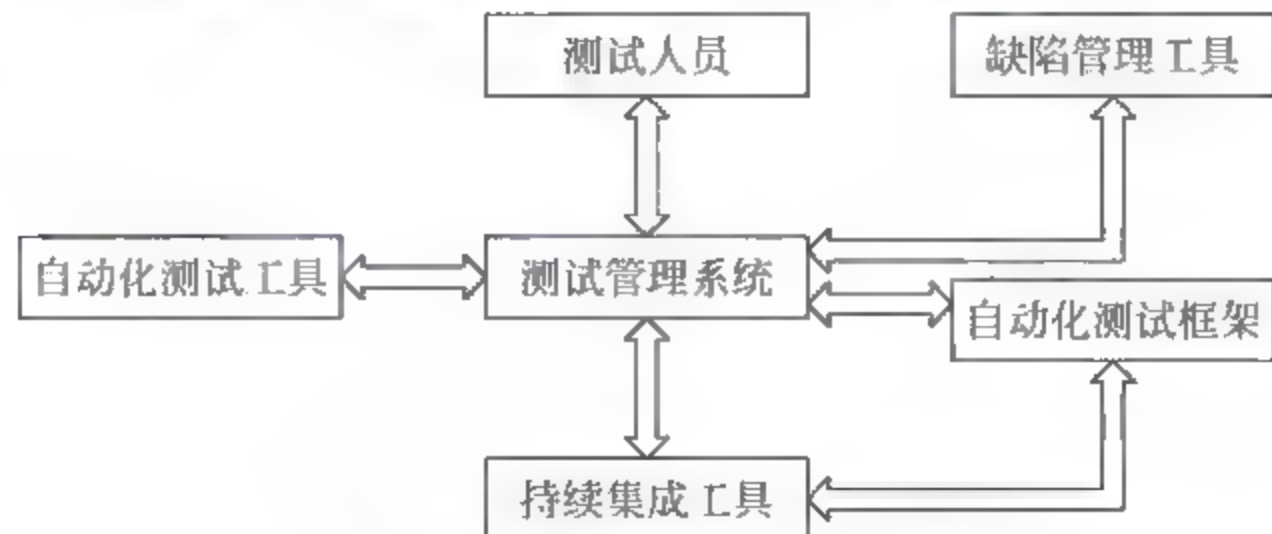 测试人员
缺陷管理工具
自动化测试工具
测试管理系统
自动化测试框架
持续集成工具